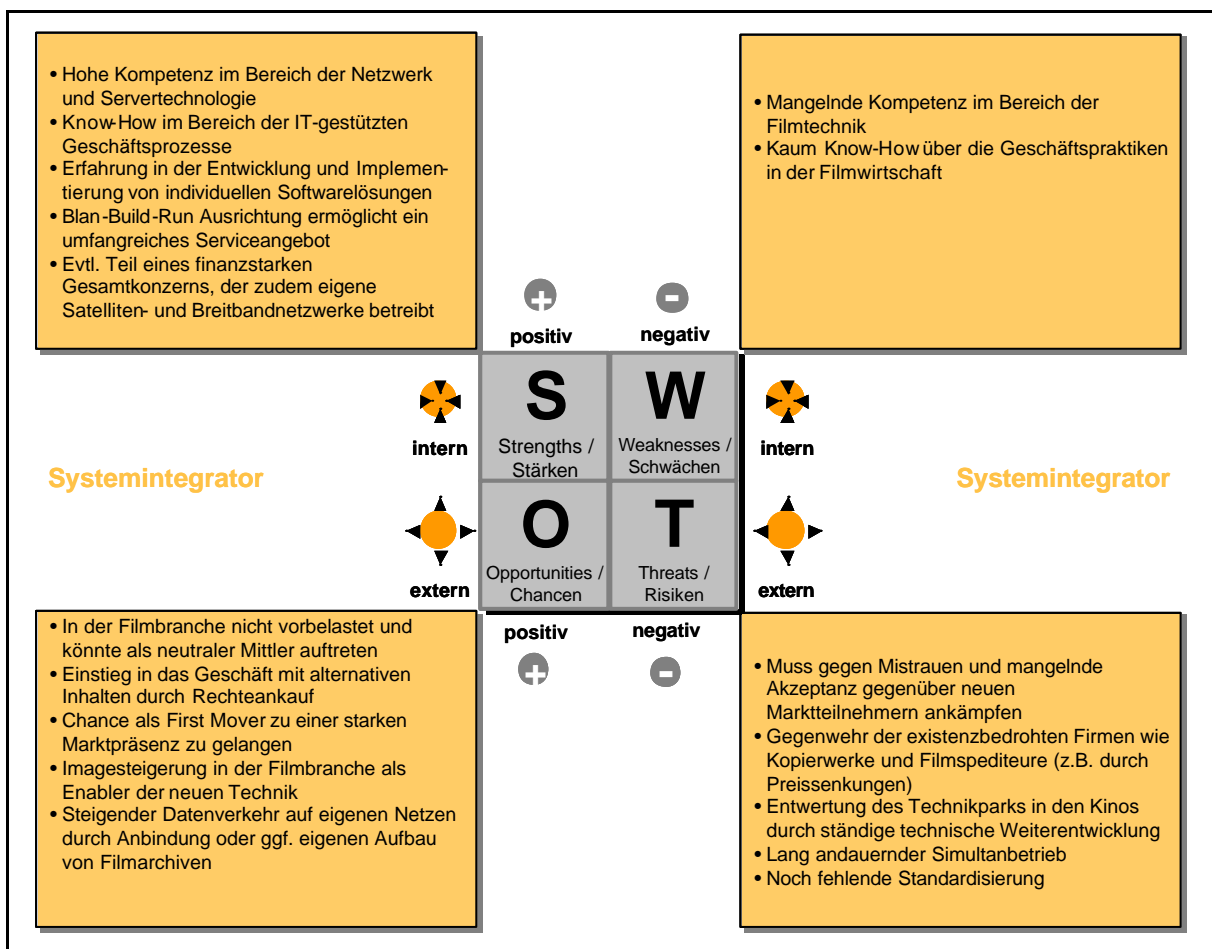 • Hohe Kompetenz im Bereich der Netzwerk
und Servertechnologie
• Know-How im Bereich der IT-gestützten
Geschäftsprozesse
• Erfahrung in der Entwicklung und Implemen-
tierung von individuellen Softwarelösungen
• Blan-Build-Run Ausrichtung ermöglicht ein
umfangreiches Serviceangebot
• Evtl. Teil eines finanzstarken
Gesamtkonzerns, der zudem eigene
Satelliten- und Breitbandnetzwerke betreibt
• Mangelnde Kompetenz im Bereich der
Filmtechnik
• Kaum Know-How über die Geschäftspraktiken
in der Filmwirtschaft
+
-
positiv
negativ
S
Strengths /
Stärken
W
Weaknesses /
Schwächen
intern
intern
Systemintegrator
Systemintegrator
O
Opportunities /
Chancen
T
Threats /
Risiken
extern
extern
positiv
negativ
+
-
• In der Filmbranche nicht vorbelastet und
könnte als neutraler Mittler auftreten
• Einstieg in das Geschäft mit alternativen
Inhalten durch Rechteankauf
• Chance als First Mover zu einer starken
Marktpräsenz zu gelangen
• Imagesteigerung in der Filmbranche als
Enabler der neuen Technik
• Steigender Datenverkehr auf eigenen Netzen
durch Anbindung oder ggf. eigenen Aufbau
von Filmarchiven
• Muss gegen Mistrauen und mangelnde
Akzeptanz gegenüber neuen
Marktteilnehmern ankämpfen
• Gegenwehr der existenzbedrohten Firmen wie
Kopierwerke und Filmspediteure (z.B. durch
Preissenkungen)
• Entwertung des Technikparks in den Kinos
durch ständige technische Weiterentwicklung
• Lang andauernder Simultanbetrieb
• Noch fehlende Standardisierung